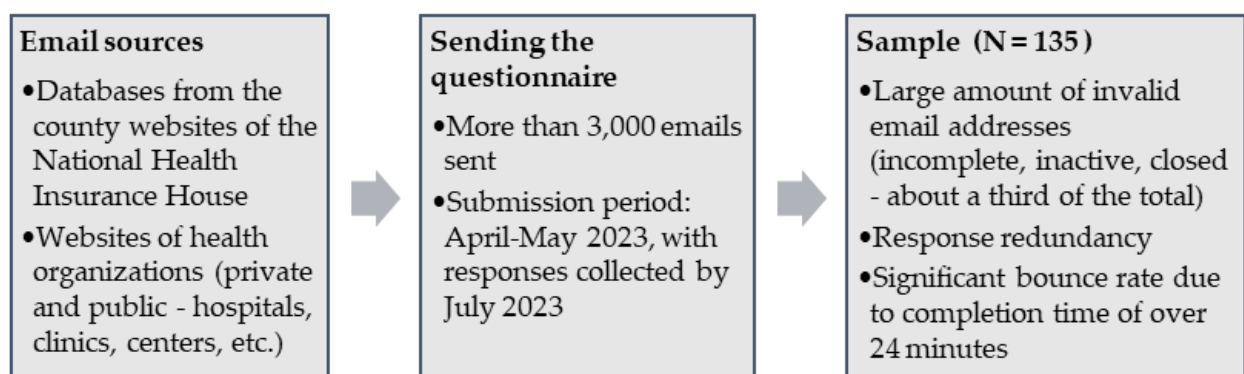 Email sources
•Databases from the
county websites of the
National Health
Insurance House
•Websites of health
organizations (private
and public - hospitals,
clinics, centers, etc.)
Sending the
questionnaire
•More than 3,000 emails
sent
•Submission period:
April-May 2023, with
responses collected by
July 2023
Sample (N = 135)
•Large amount of invalid
email addresses
(incomplete, inactive, closed
- about a third of the total)
•Response redundancy
•Significant bounce rate due
to completion time of over
24 minutes